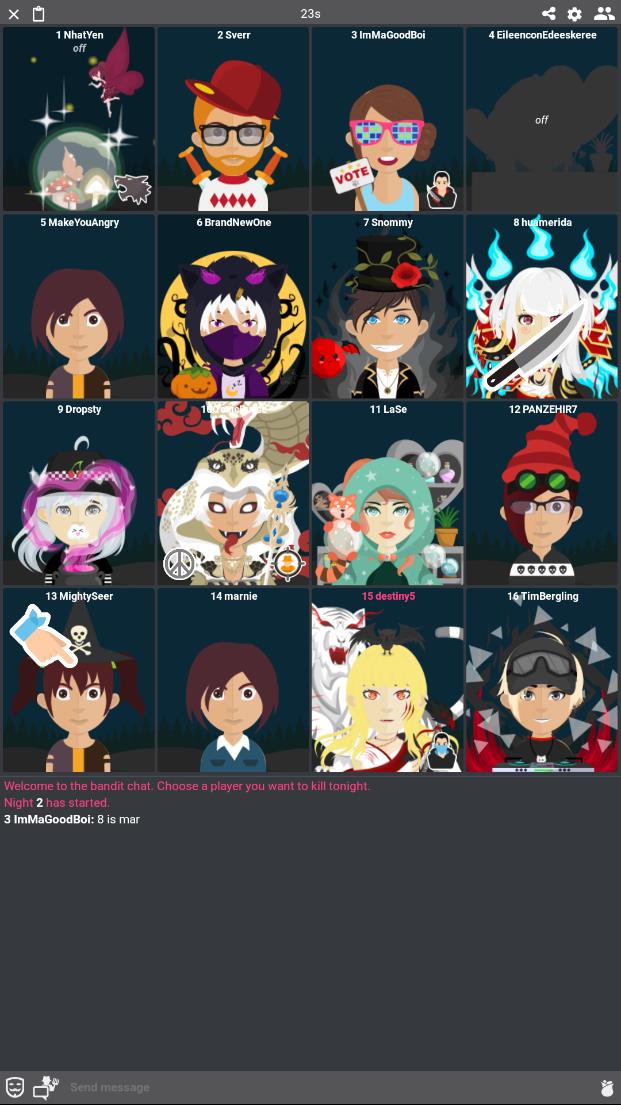 23s
1 NhatYen
off
2 Sverr
3 ImMaGoodBoi
4 EileenconEdeeskeree
off
VOTE
5 MakeYouAngry
6 BrandNewOne
7 Snommy
8 huamerida
9 Dropsty
10
11 LaSe
12 PANZEHIR7
13 MightySeer
14 marnie
15 destiny5
16 TimBergling
Welcome to the bandit chat. Choose a player you want to kill tonight.
Night 2 has started.
3 ImMaGoodBoi: 8 is mar
Send message